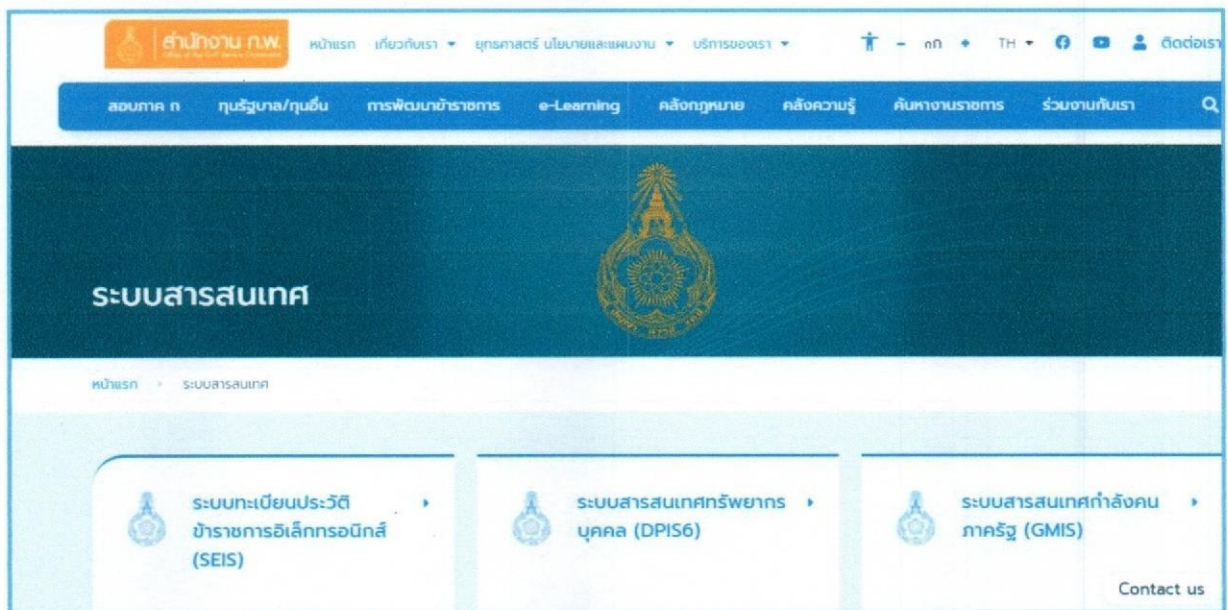 สำนักงาน ก.พ. หน้าแรก เกี่ยวกับเรา ยุทธศาสตร์ นโยบายและแผนงาน บริการของเรา - กก + TH ติดต่อเรา
Office of the Civil Service Commission
สอบภาค ก ทุนรัฐบาล/ทุนอื่น การพัฒนาข้าราชการ e-Learning คลังกฎหมาย คลังความรู้ ค้นหางานราชการ ร่วมงานกับเรา
ระบบสารสนเทศ
หน้าแรก > ระบบสารสนเทศ
ระบบทะเบียนประวัติ
ข้าราชการอิเล็กทรอนิกส์
(SEIS)
ระบบสารสนเทศทรัพยากร
บุคคล (DPIS6)
ระบบสารสนเทศกำลังคน
ภาครัฐ (GMIS)
Contact us